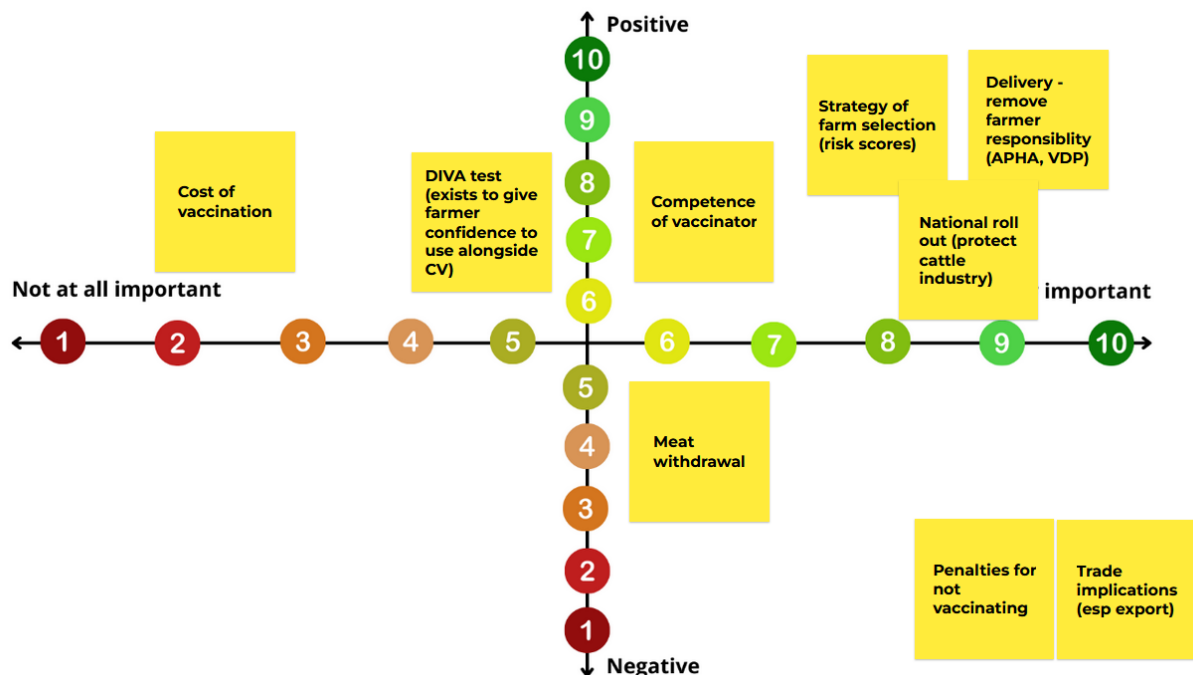 Positive
10
9
8
7
6
Cost of
vaccination
DIVA test
(exists to give
farmer
confidence to
use alongside
CV)
Competence
of vaccinator
Strategy of
farm selection
(risk scores)
Delivery -
remove
farmer
responsiblity
(APHA, VDP)
National roll
out (protect
cattle
industry)
Not at all important
important
1
2
3
4
5
6
7
8
9
10
5
4
3
2
1
Meat
withdrawal
Penalties for
not
vaccinating
Trade
implications
(esp export)
Negative